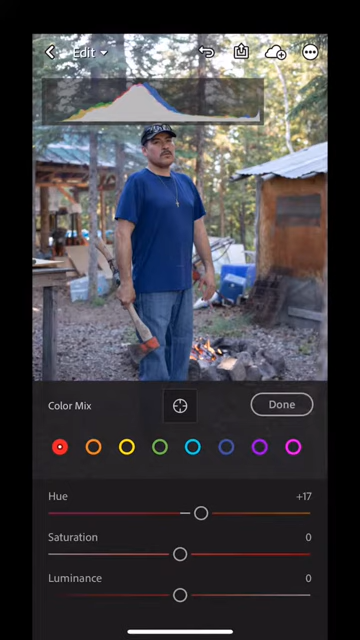 Edit
Color Mix
Done
Hue +17
Saturation 0
Luminance 0